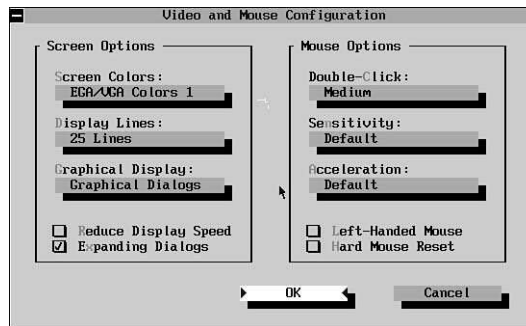 Video and Mouse Configuration
Screen Options
Screen Colors:
EGA/VGA Colors 1
Display Lines:
25 Lines
Graphical Display:
Graphical Dialogs
Reduce Display Speed
Expanding Dialogs
Mouse Options
Double-Click:
Medium
Sensitivity:
Default
Acceleration:
Default
Left-Handed Mouse
Hard Mouse Reset
OK
Cancel